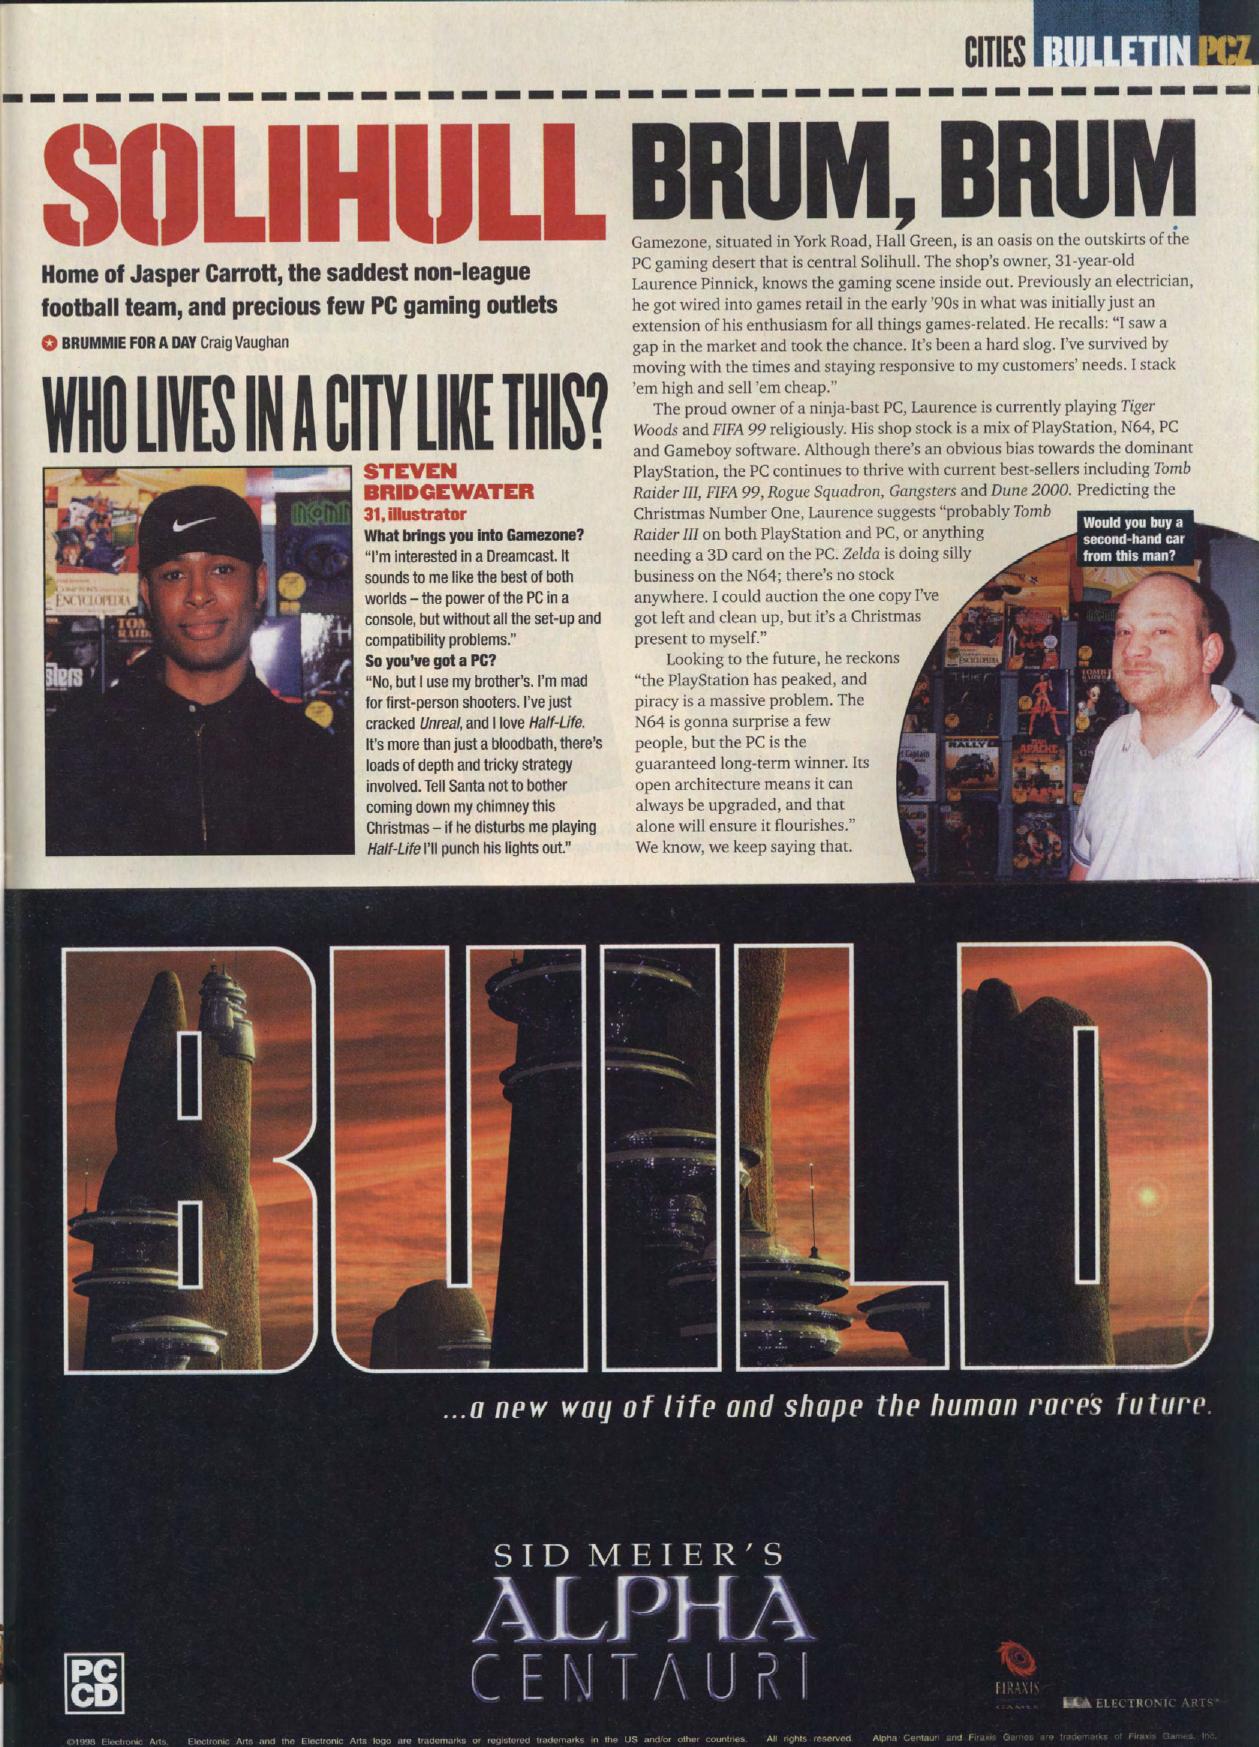 CITIES BULLETIN PCZ
SOLIHULL
Home of Jasper Carrott, the saddest non-league
football team, and precious few PC gaming outlets
BRUMMIE FOR A DAY Craig Vaughan
WHO LIVES IN A CITY LIKE THIS?
STEVEN
BRIDGEWATER
31, illustrator
What brings you into Gamezone?
“I'm interested in a Dreamcast. It
sounds to me like the best of both
worlds – the power of the PC in a
console, but without all the set-up and
compatibility problems.”
So you've got a PC?
“No, but I use my brother's. I'm mad
for first-person shooters. I've just
cracked Unreal, and I love Half-Life.
It's more than just a bloodbath, there's
loads of depth and tricky strategy
involved. Tell Santa not to bother
coming down my chimney this
Christmas – if he disturbs me playing
Half-Life I'll punch his lights out.”
BRUM, BRUM
Gamezone, situated in York Road, Hall Green, is an oasis on the outskirts of the
PC gaming desert that is central Solihull. The shop's owner, 31-year-old
Laurence Pinnick, knows the gaming scene inside out. Previously an electrician,
he got wired into games retail in the early '90s in what was initially just an
extension of his enthusiasm for all things games-related. He recalls: “I saw a
gap in the market and took the chance. It's been a hard slog. I've survived by
moving with the times and staying responsive to my customers' needs. I stack
'em high and sell 'em cheap.”
The proud owner of a ninja-bast PC, Laurence is currently playing Tiger
Woods and FIFA 99 religiously. His shop stock is a mix of PlayStation, N64, PC
and Gameboy software. Although there's an obvious bias towards the dominant
PlayStation, the PC continues to thrive with current best-sellers including Tomb
Raider III, FIFA 99, Rogue Squadron, Gangsters and Dune 2000. Predicting the
Christmas Number One, Laurence suggests “probably Tomb
Raider III on both PlayStation and PC, or anything
needing a 3D card on the PC. Zelda is doing silly
business on the N64; there's no stock
anywhere. I could auction the one copy I've
got left and clean up, but it's a Christmas
present to myself.”
Looking to the future, he reckons
“the PlayStation has peaked, and
piracy is a massive problem. The
N64 is gonna surprise a few
people, but the PC is the
guaranteed long-term winner. Its
open architecture means it can
always be upgraded, and that
alone will ensure it flourishes.”
We know, we keep saying that.
Would you buy a
second-hand car
from this man?
ENCYCLOPEDIA
THIEF
RALLY
APACHE
BUILD
...a new way of life and shape the human race's future.
SID MEIER'S
ALPHA
CENTAURI
PC
CD
FIRAXIS
GAMES
EA ELECTRONIC ARTS
©1998 Electronic Arts. Electronic Arts and the Electronic Arts logo are trademarks or registered trademarks in the US and/or other countries. All rights reserved. Alpha Centauri and Firaxis Games are trademarks of Firaxis Games, Inc.